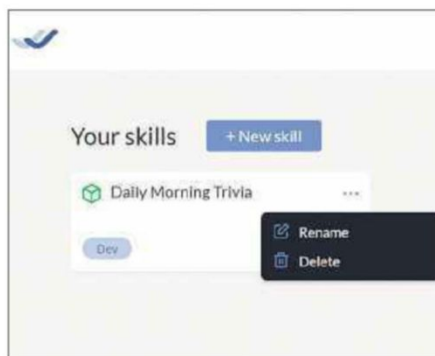 Your skills
+ New skill
Daily Morning Trivia
Dev
Rename
Delete